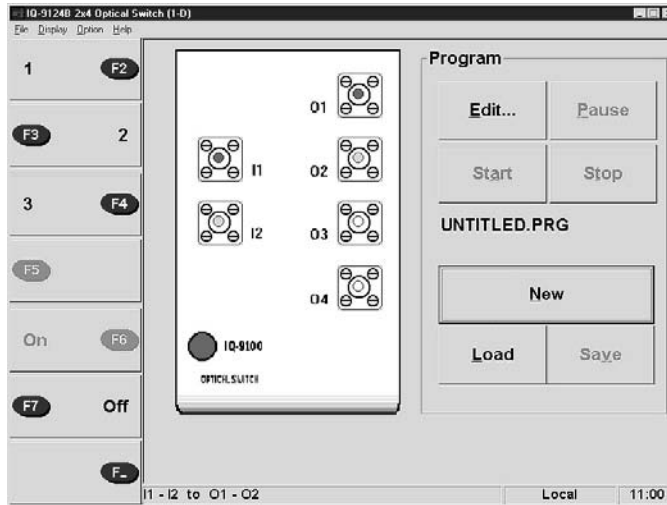 IQ-9124B 2x4 Optical Switch (1-D)
File Display Option Help
1 F2
F3 2
3 F4
F5
On F6
F7 Off
F_
O1
I1 O2
I2 O3
O4
IQ-9100
OPTICAL SWITCH
Program
Edit... Pause
Start Stop
UNTITLED.PRG
New
Load Save
I1 - I2 to O1 - O2 Local 11:00